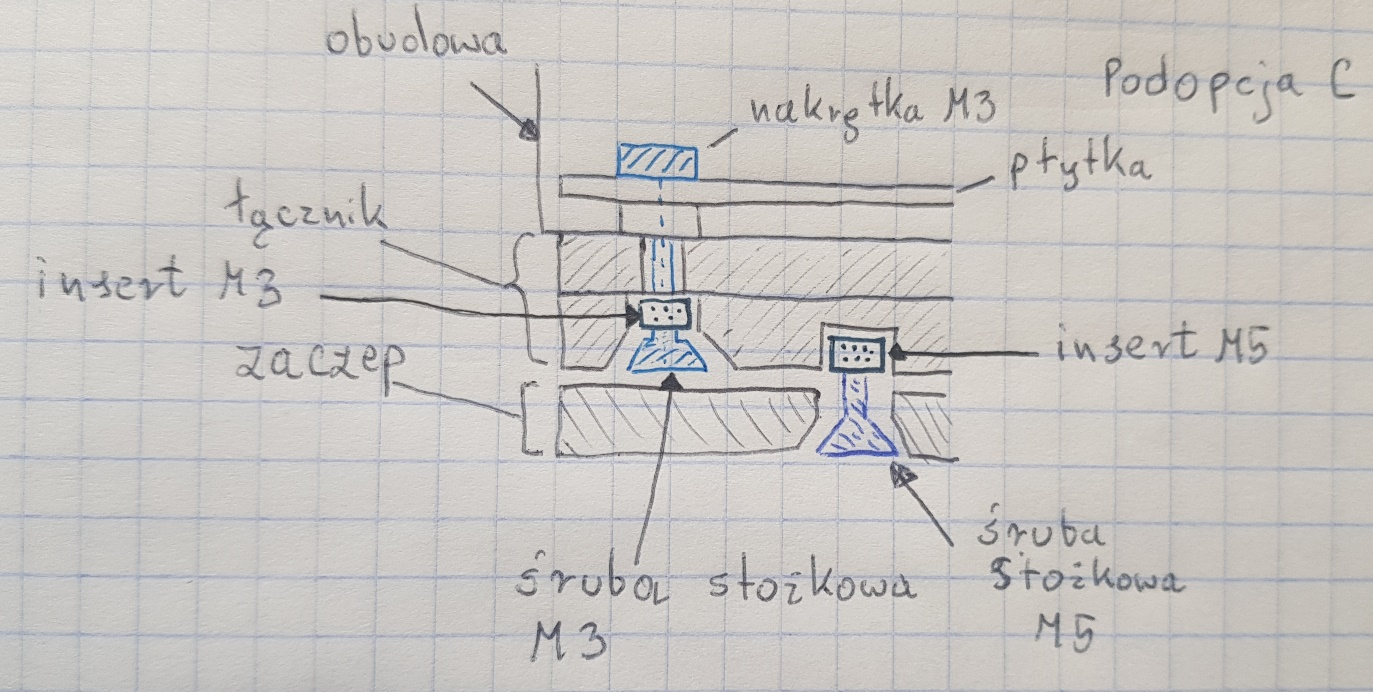 obudowa
Podopcja C
nakrętka M3
płytka
łącznik
insert M3
zaczep
insert M5
śruba stożkowa
M3
śruba
stożkowa
M5